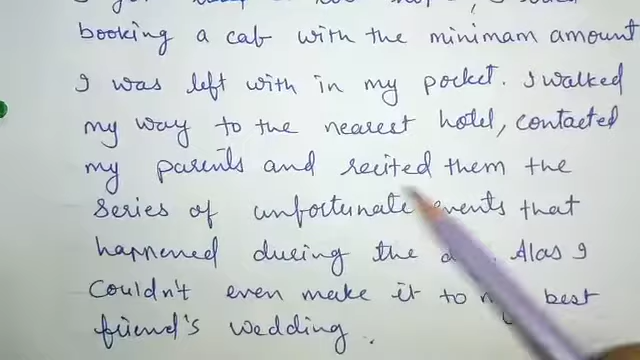 booking a cab with the minimam amount
I was left with in my pocket. I walked
my way to the nearest hotel, contacted
my parents and recited them the
series of unfortunate events that
happened during the . Alas I
Couldn't even make it to best
friend's wedding.